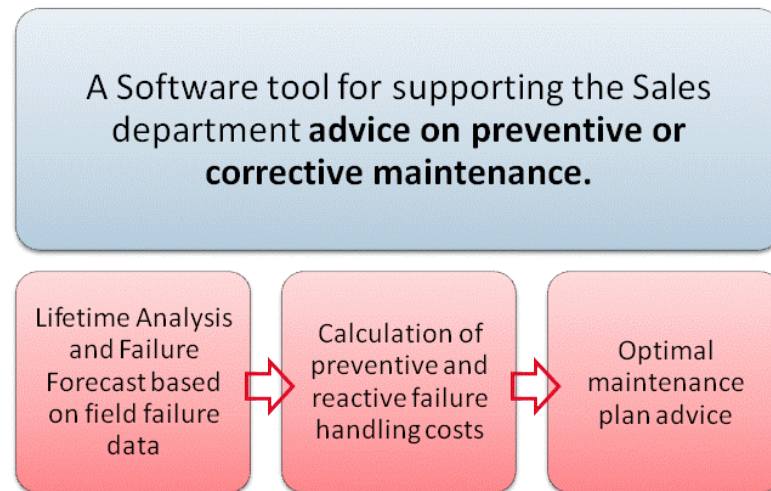 A Software tool for supporting the Sales
department advice on preventive or
corrective maintenance.
Lifetime Analysis
and Failure
Forecast based
on field failure
data
Calculation of
preventive and
reactive failure
handling costs
Optimal
maintenance
plan advice